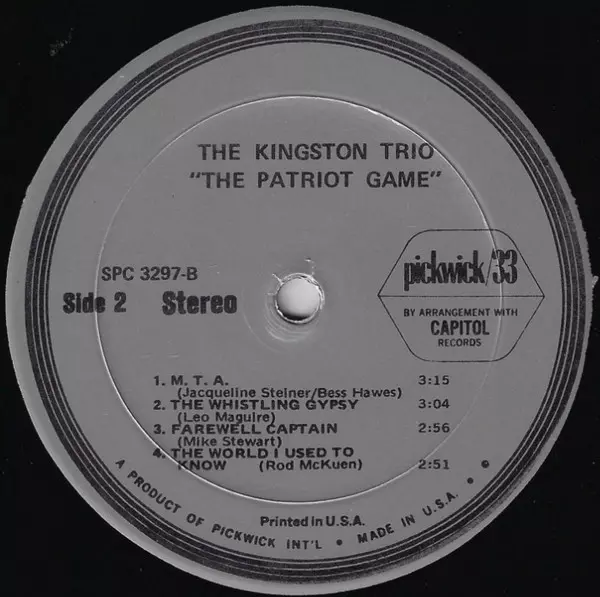 THE KINGSTON TRIO
"THE PATRIOT GAME"
SPC 3297-B
Side 2 Stereo
pickwick/33
BY ARRANGEMENT WITH
CAPITOL
RECORDS
1. M. T. A. 3:15
(Jacqueline Steiner/Bess Hawes)
2. THE WHISTLING GYPSY 3:04
(Leo Maguire)
3. FAREWELL CAPTAIN 2:56
(Mike Stewart)
4. THE WORLD I USED TO
KNOW (Rod McKuen) 2:51
Printed in U.S.A.
A PRODUCT OF PICKWICK INT'L • MADE IN U.S.A. • ℗